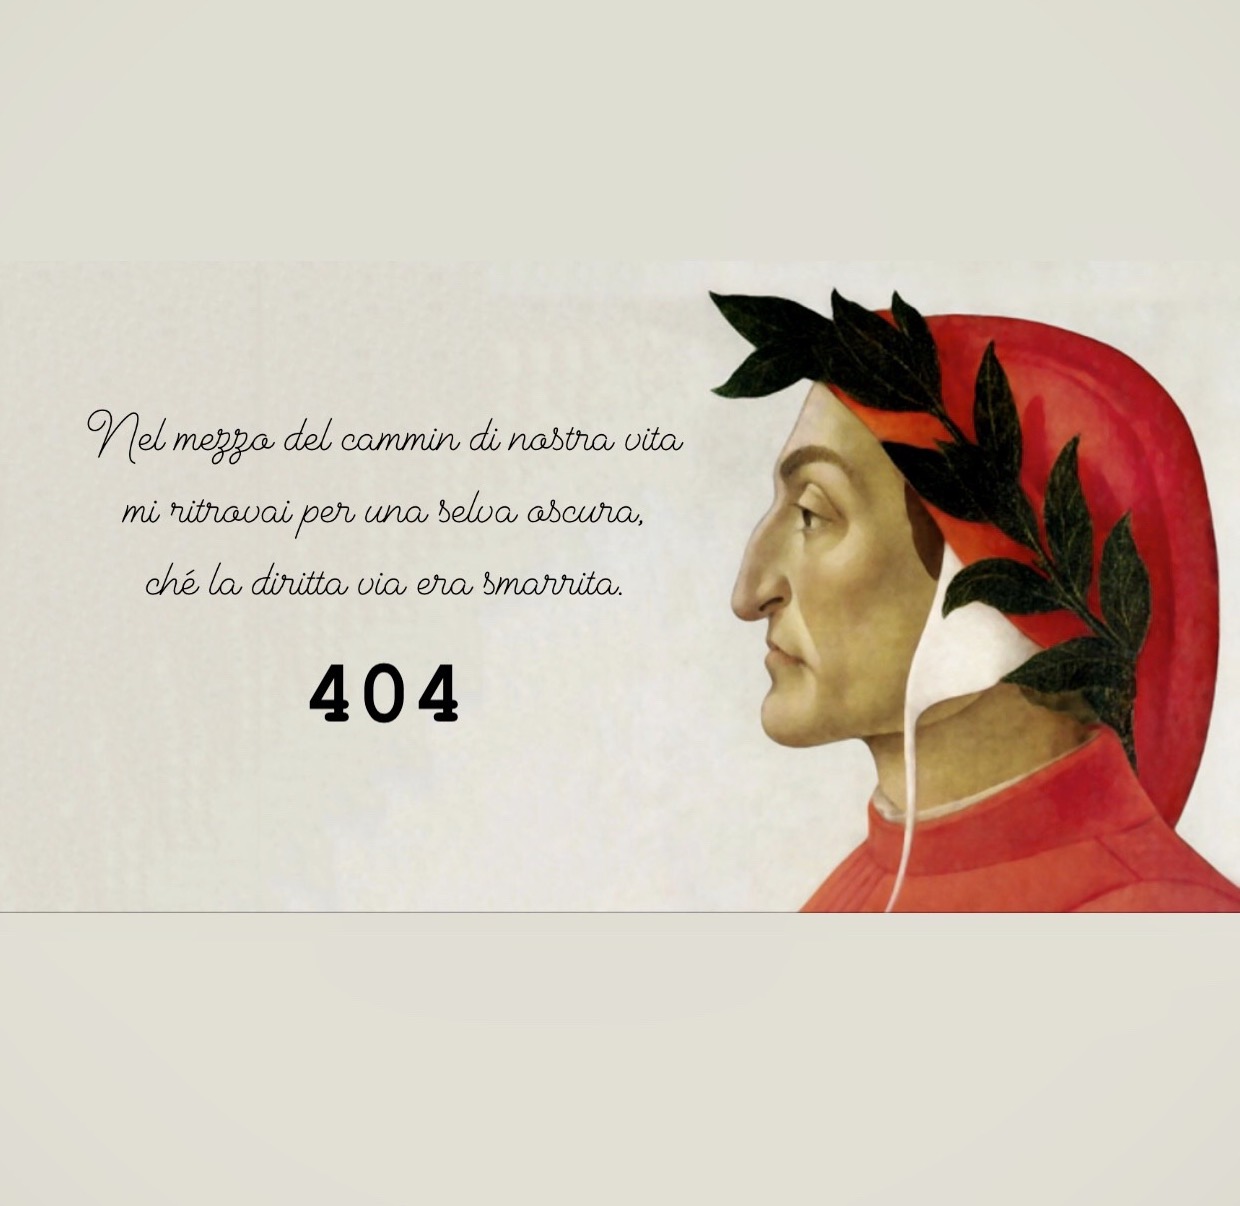 Nel mezzo del cammin di nostra vita
mi ritrovai per una selva oscura,
ché la diritta via era smarrita.
404